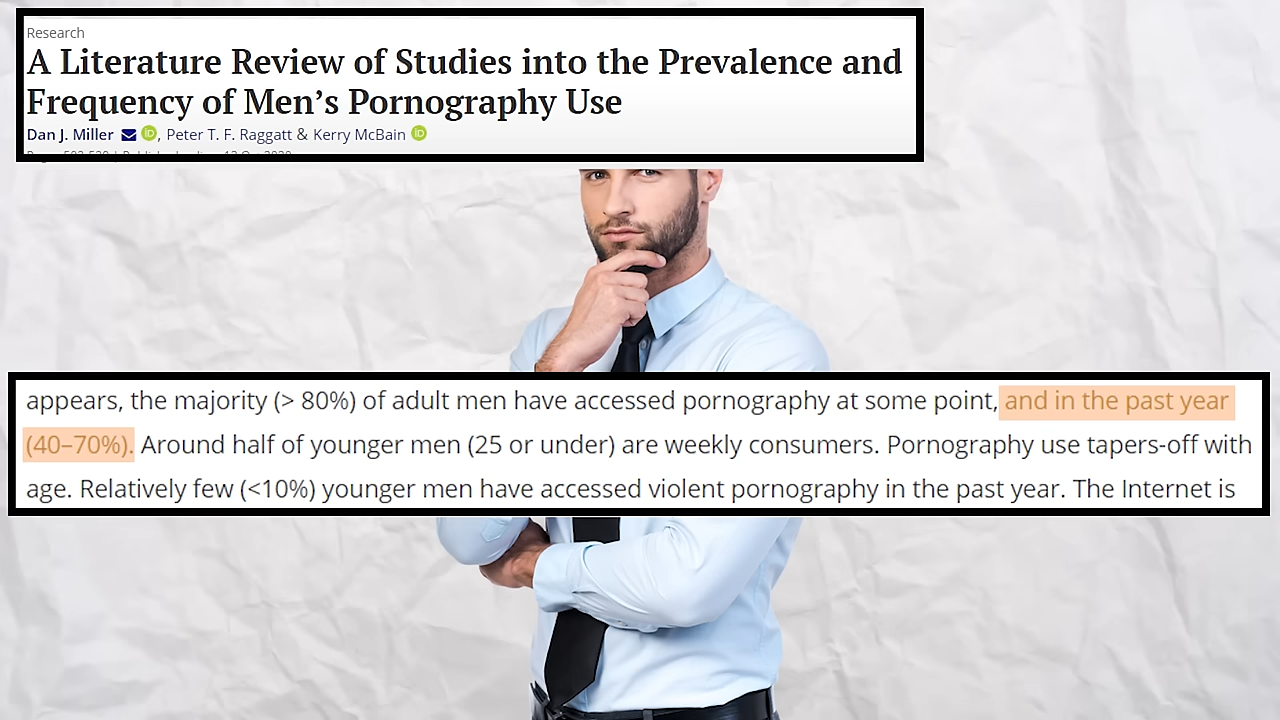 Research
A Literature Review of Studies into the Prevalence and
Frequency of Men's Pornography Use
Dan J. Miller iD, Peter T. F. Raggatt & Kerry McBain iD
appears, the majority (> 80%) of adult men have accessed pornography at some point, and in the past year
(40–70%). Around half of younger men (25 or under) are weekly consumers. Pornography use tapers-off with
age. Relatively few (<10%) younger men have accessed violent pornography in the past year. The Internet is